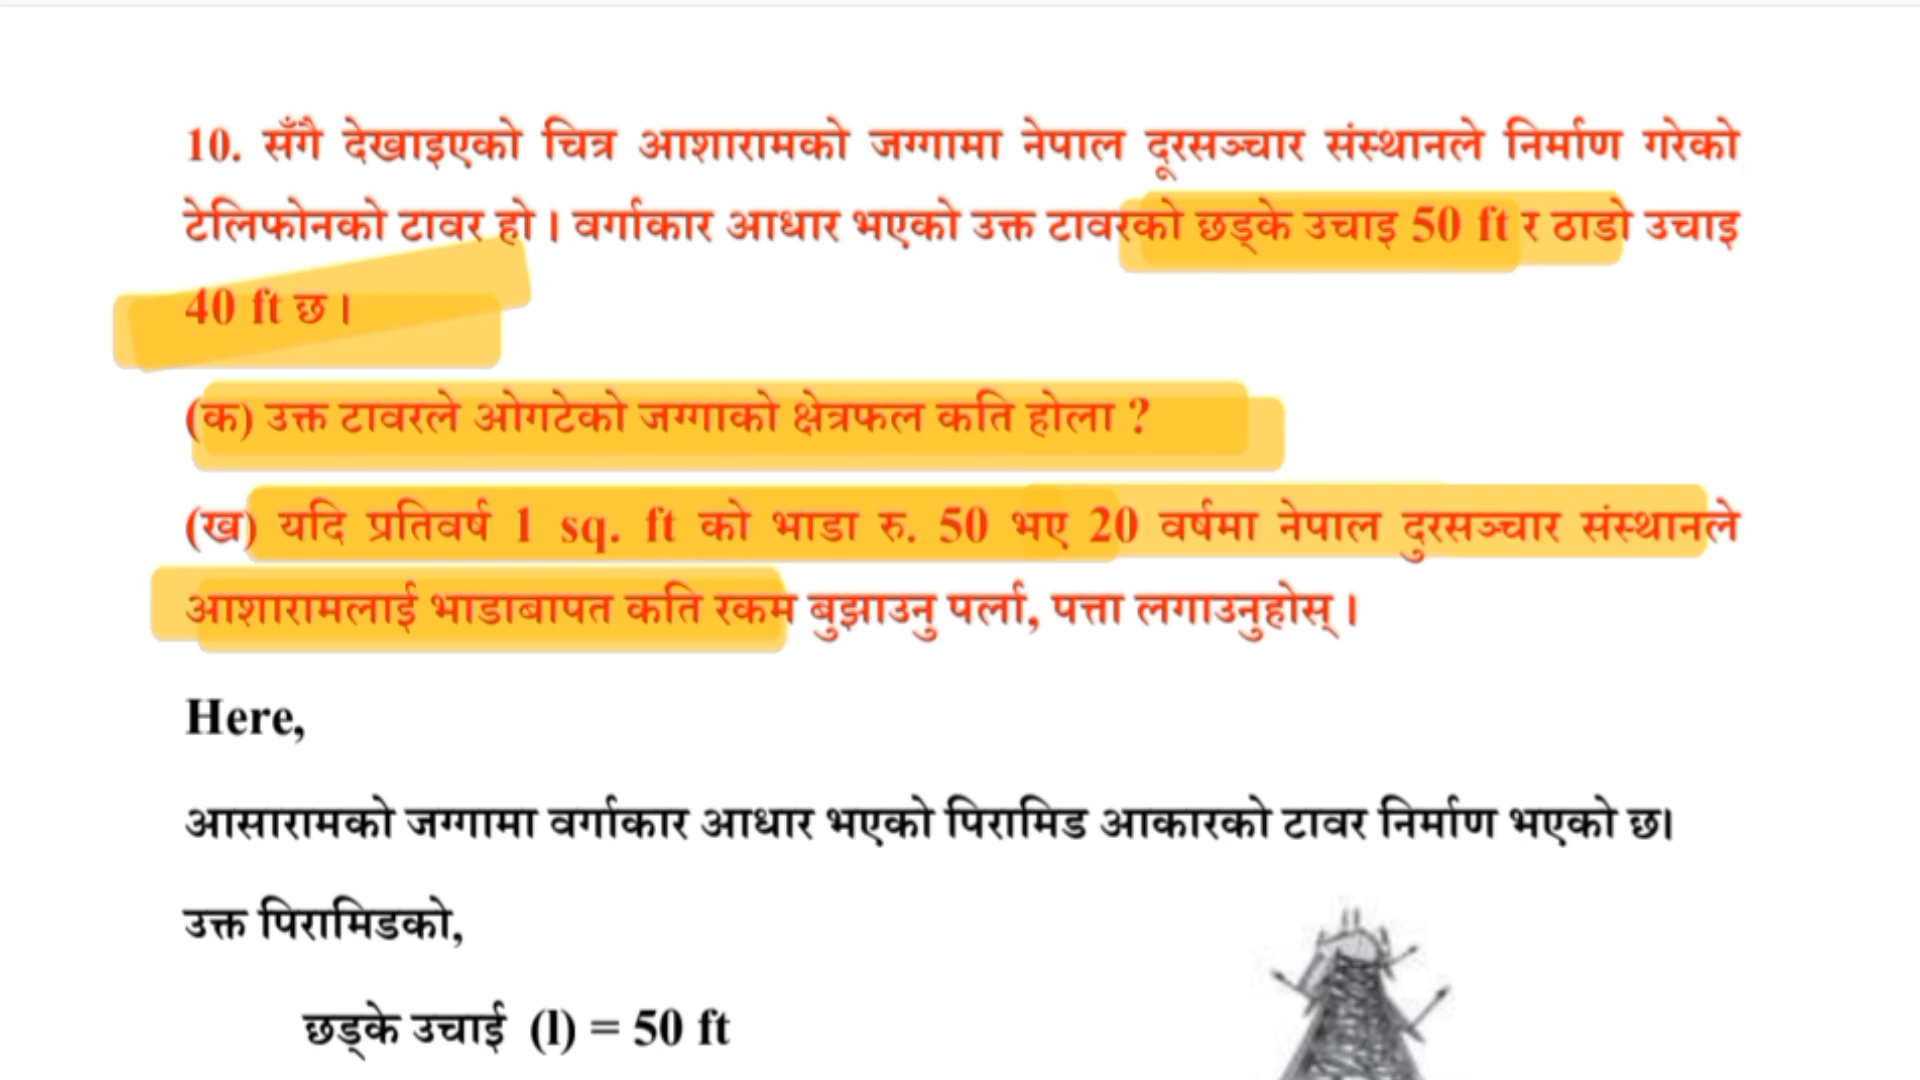 10. सँगै देखाइएको चित्र आशारामको जग्गामा नेपाल दूरसञ्चार संस्थानले निर्माण गरेको
टेलिफोनको टावर हो । वर्गाकार आधार भएको उक्त टावरको छड्के उचाइ 50 ft र ठाडो उचाइ
40 ft छ ।
(क) उक्त टावरले ओगटेको जग्गाको क्षेत्रफल कति होला ?
(ख) यदि प्रतिवर्ष 1 sq. ft को भाडा रु. 50 भए 20 वर्षमा नेपाल दुरसञ्चार संस्थानले
आशारामलाई भाडाबापत कति रकम बुझाउनु पर्ला, पत्ता लगाउनुहोस् ।
Here,
आसारामको जग्गामा वर्गाकार आधार भएको पिरामिड आकारको टावर निर्माण भएको छ।
उक्त पिरामिडको,
छड्के उचाई (l) = 50 ft